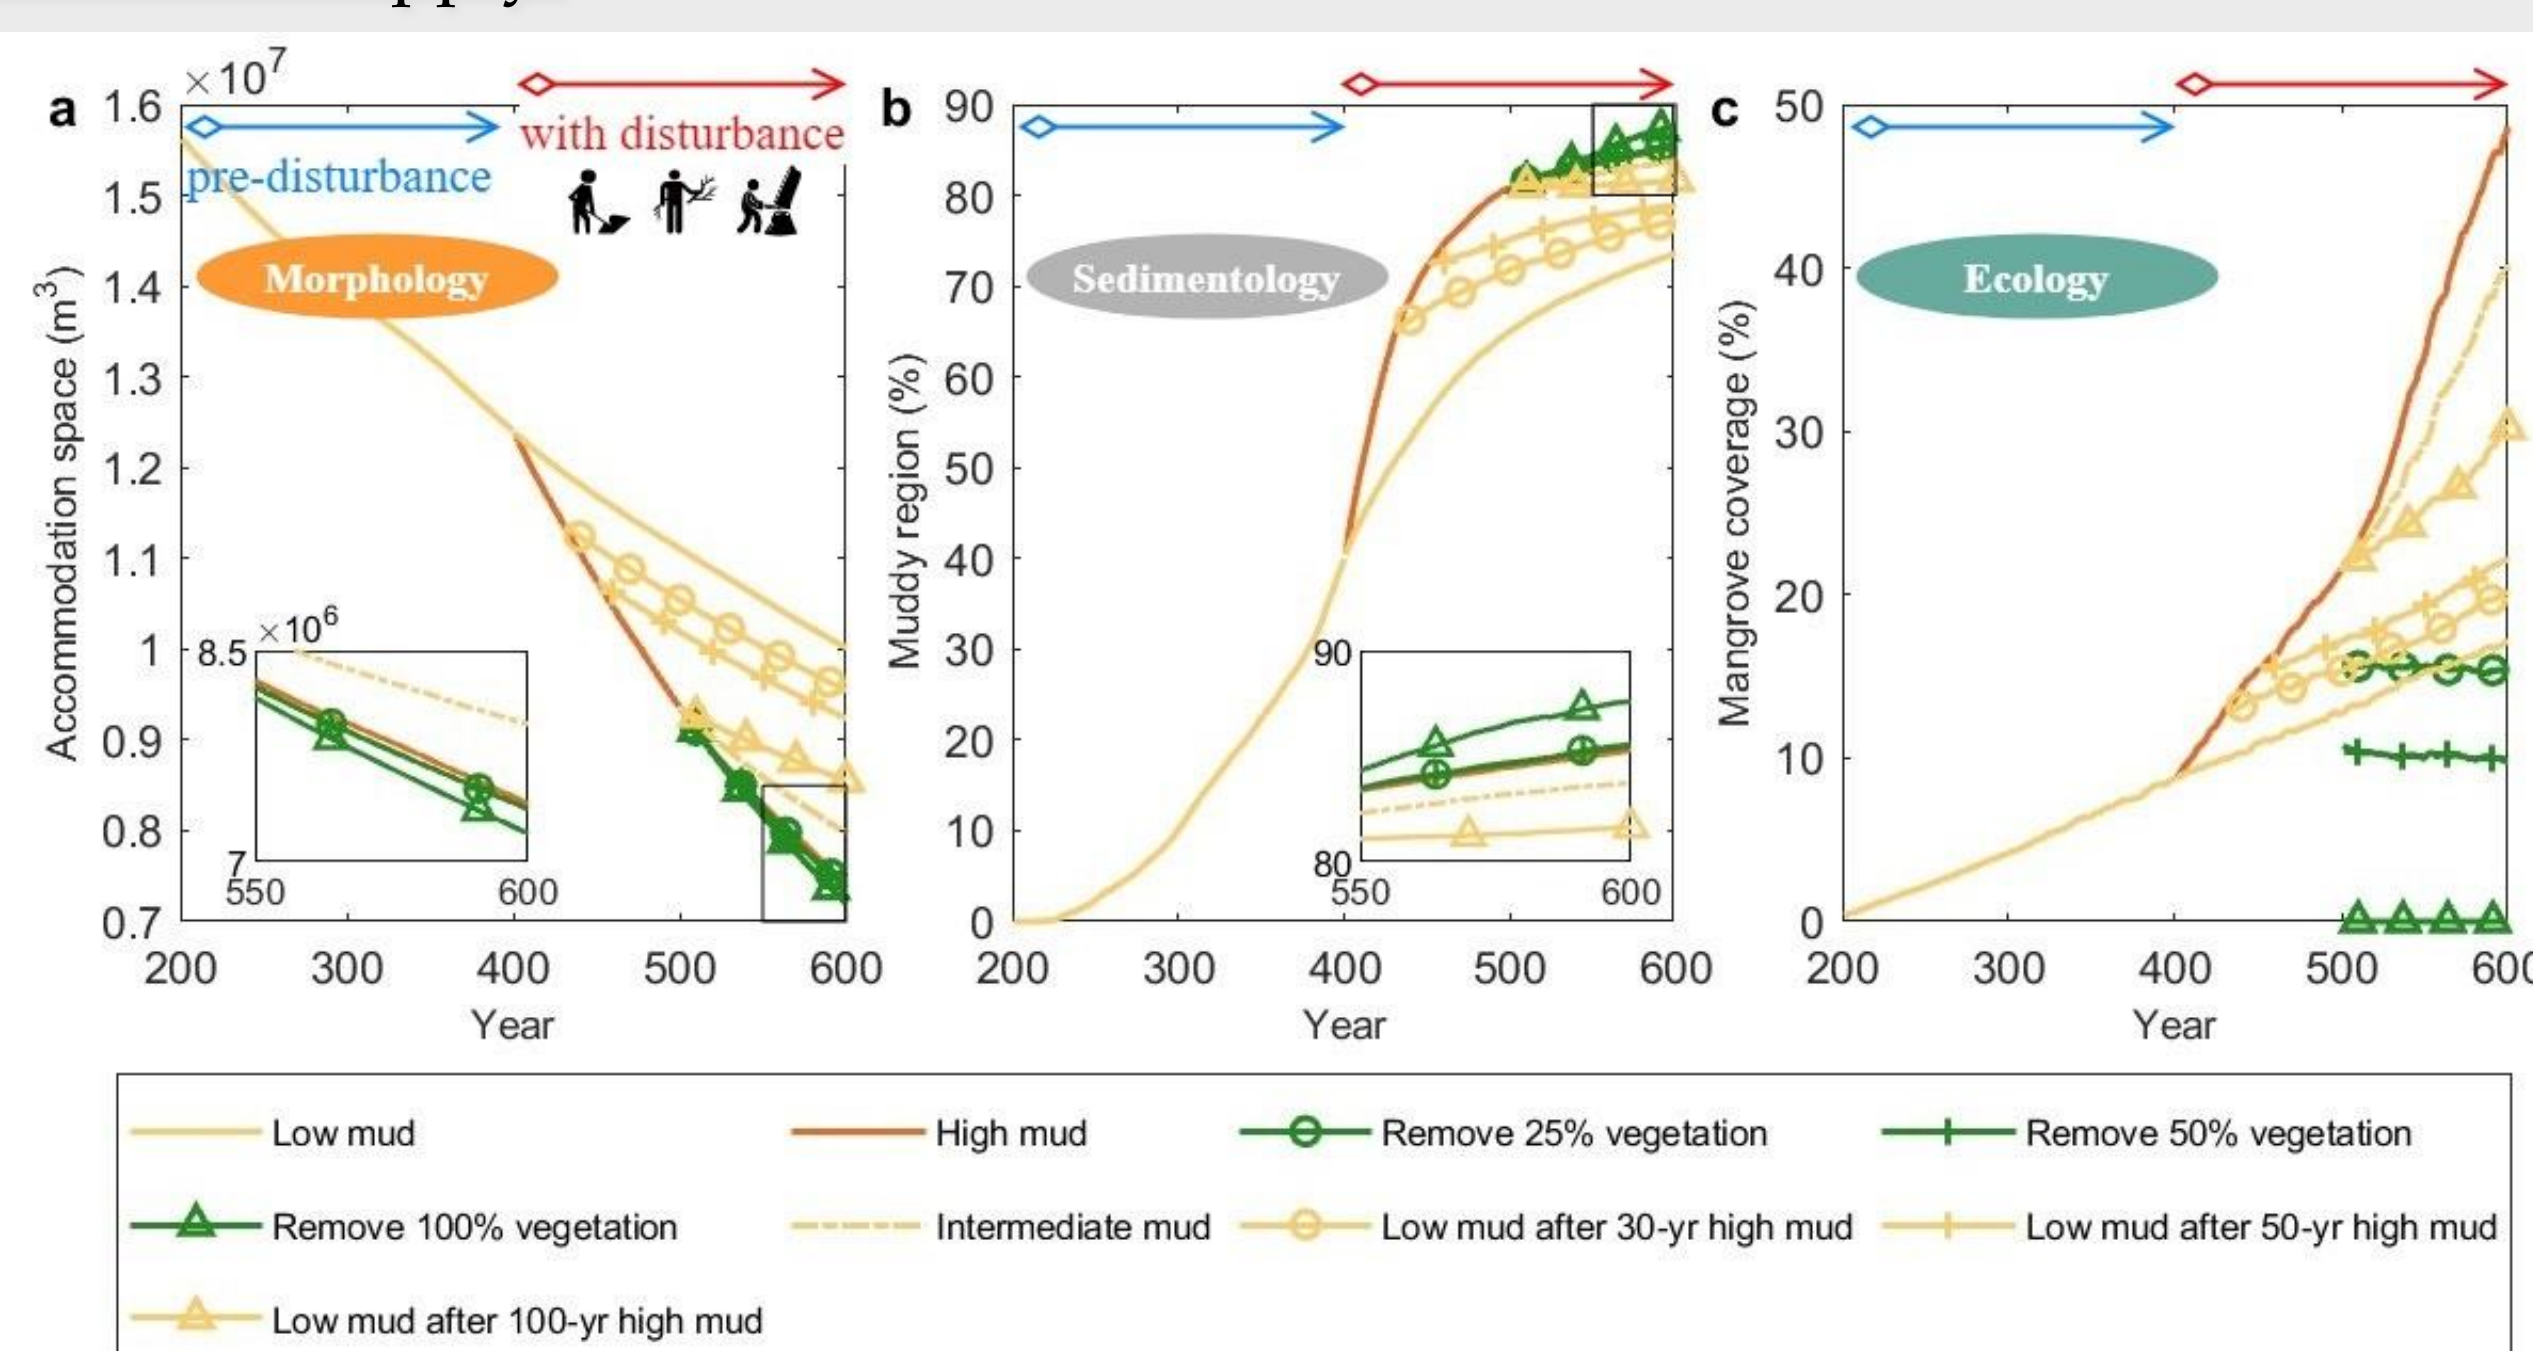 a
×10⁷
1.6
1.5
1.4
1.3
1.2
1.1
1
0.9
0.8
0.7
Accommodation space (m³)
pre-disturbance
with disturbance
Morphology
×10⁶
8.5
7
550
600
200
300
400
500
600
Year
b
90
80
70
60
50
40
30
20
10
0
Muddy region (%)
Sedimentology
90
80
550
600
200
300
400
500
600
Year
c
50
40
30
20
10
0
Mangrove coverage (%)
Ecology
200
300
400
500
600
Year
Low mud
High mud
Remove 25% vegetation
Remove 50% vegetation
Remove 100% vegetation
Intermediate mud
Low mud after 30-yr high mud
Low mud after 50-yr high mud
Low mud after 100-yr high mud